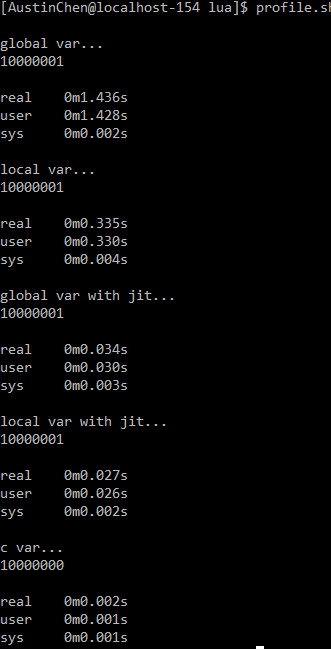 [AustinChen@localhost-154 lua]$ profile.sh
global var...
10000001
real 0m1.436s
user 0m1.428s
sys 0m0.002s
local var...
10000001
real 0m0.335s
user 0m0.330s
sys 0m0.004s
global var with jit...
10000001
real 0m0.034s
user 0m0.030s
sys 0m0.003s
local var with jit...
10000001
real 0m0.027s
user 0m0.026s
sys 0m0.002s
c var...
10000000
real 0m0.002s
user 0m0.001s
sys 0m0.001s